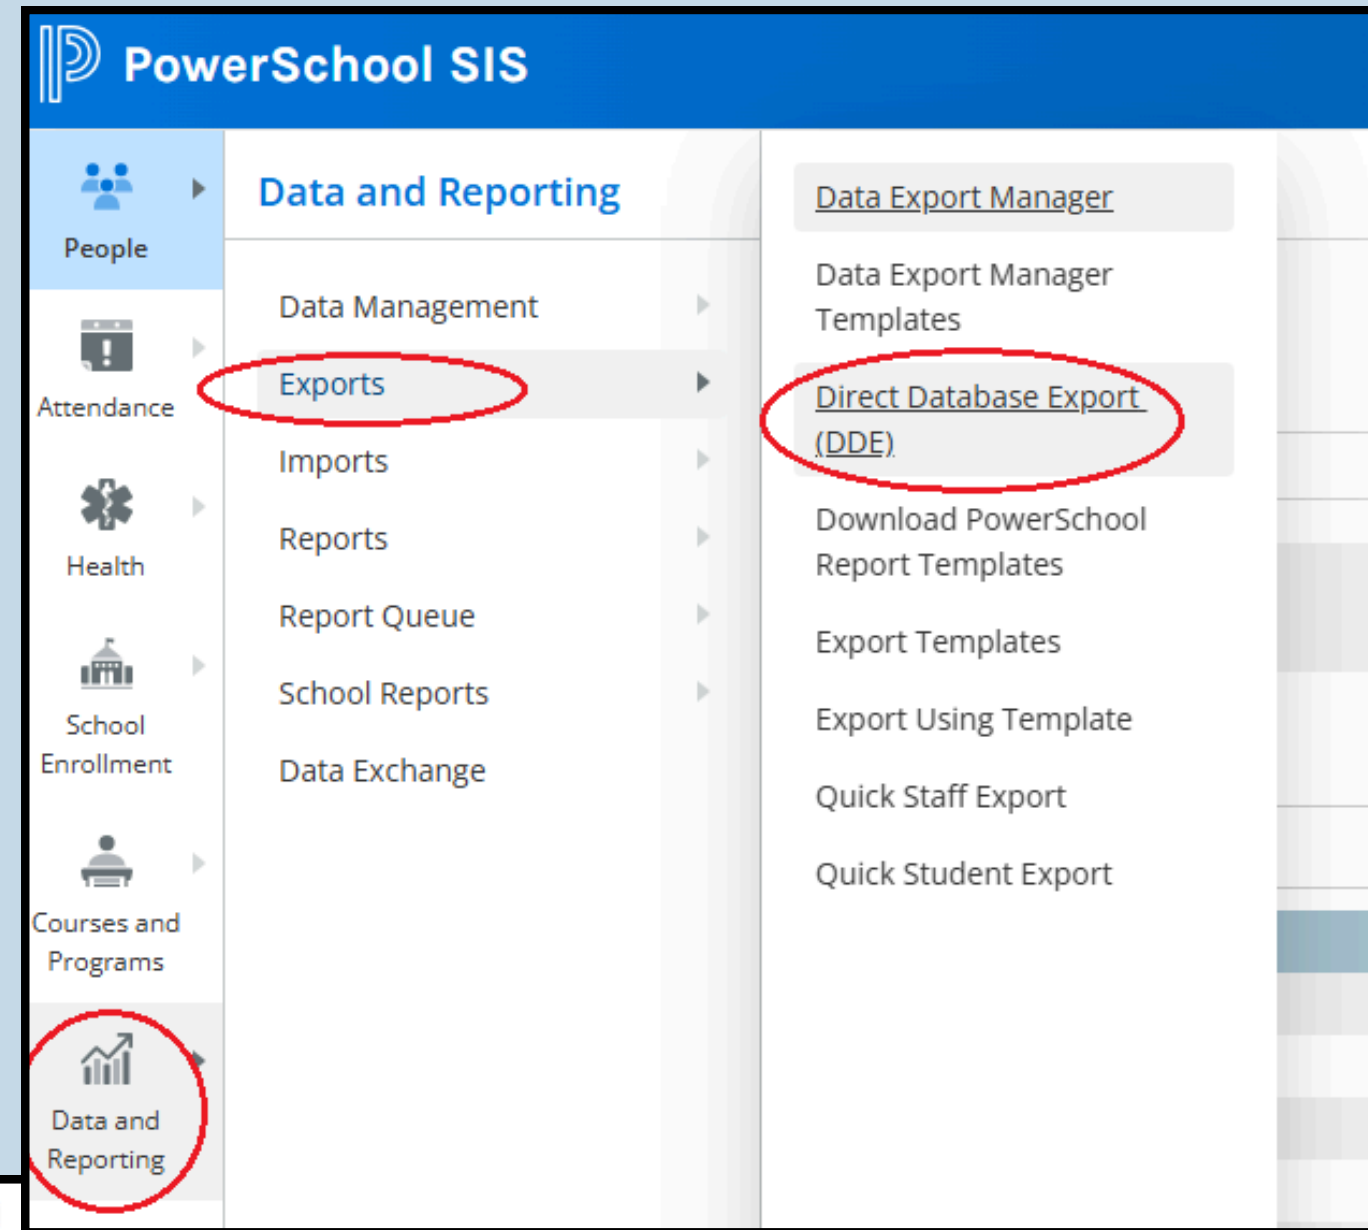 PowerSchool SIS
People
Attendance
Health
School
Enrollment
Courses and
Programs
Data and
Reporting
Data and Reporting
Data Management
Exports
Imports
Reports
Report Queue
School Reports
Data Exchange
Data Export Manager
Data Export Manager
Templates
Direct Database Export
(DDE)
Download PowerSchool
Report Templates
Export Templates
Export Using Template
Quick Staff Export
Quick Student Export